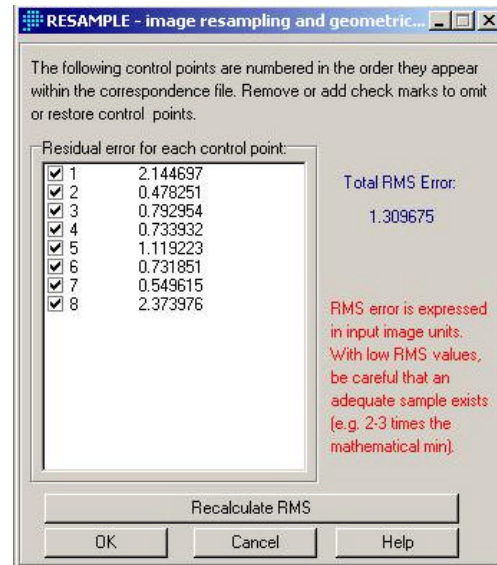 RESAMPLE - image resampling and geometric...
The following control points are numbered in the order they appear
within the correspondence file. Remove or add check marks to omit
or restore control points.
Residual error for each control point:
1 2.144697
2 0.478251
3 0.792954
4 0.733932
5 1.119223
6 0.731851
7 0.549615
8 2.373976
Total RMS Error:
1.309675
RMS error is expressed
in input image units.
With low RMS values,
be careful that an
adequate sample exists
(e.g. 2-3 times the
mathematical min).
Recalculate RMS
OK
Cancel
Help